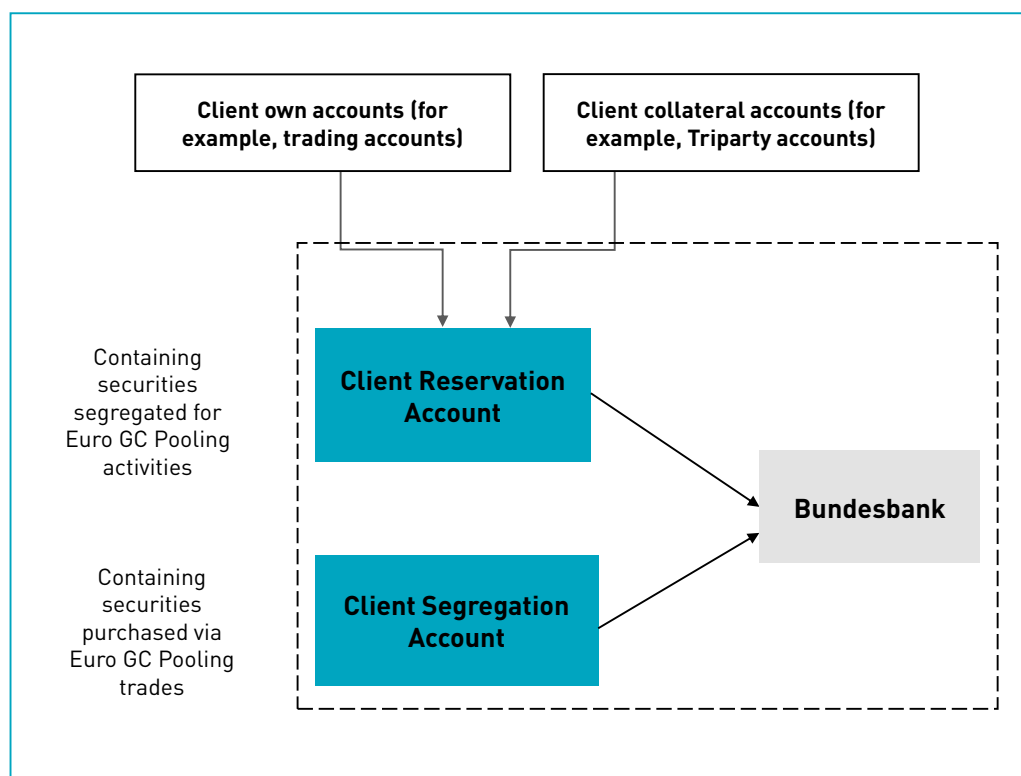 Client own accounts (for
example, trading accounts)
Client collateral accounts (for
example, Triparty accounts)
Containing
securities
segregated for
Euro GC Pooling
activities
Client Reservation
Account
Bundesbank
Containing
securities
purchased via
Euro GC Pooling
trades
Client Segregation
Account